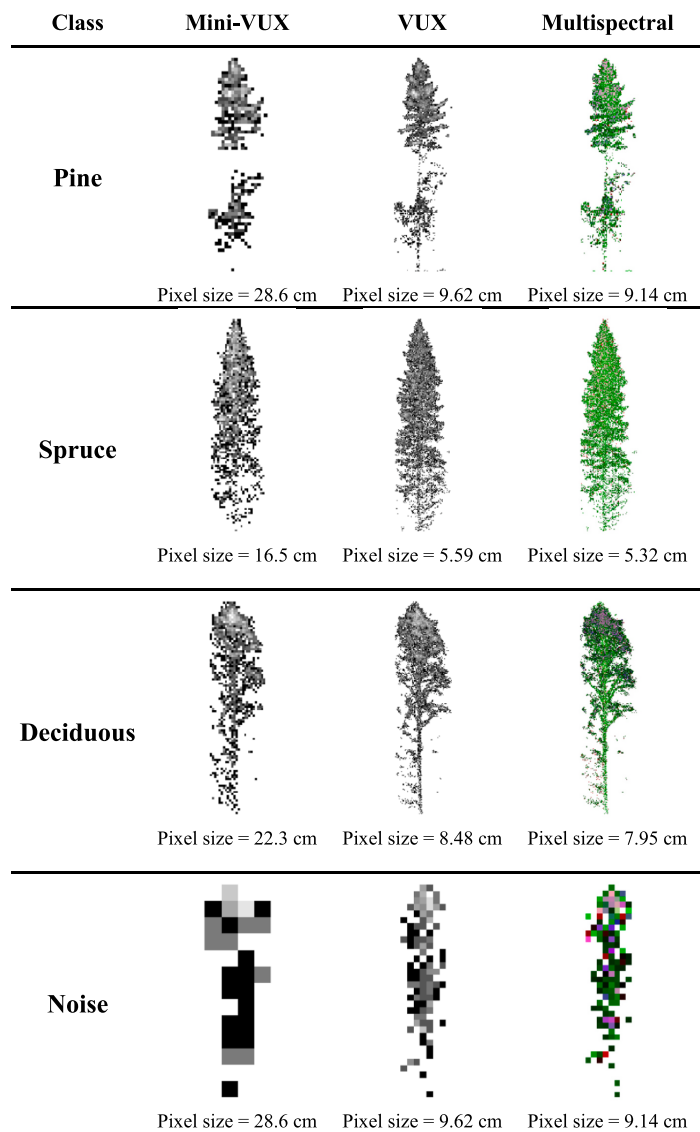 Class Mini-VUX VUX Multispectral
Pine
Pixel size = 28.6 cm Pixel size = 9.62 cm Pixel size = 9.14 cm
Spruce
Pixel size = 16.5 cm Pixel size = 5.59 cm Pixel size = 5.32 cm
Deciduous
Pixel size = 22.3 cm Pixel size = 8.48 cm Pixel size = 7.95 cm
Noise
Pixel size = 28.6 cm Pixel size = 9.62 cm Pixel size = 9.14 cm